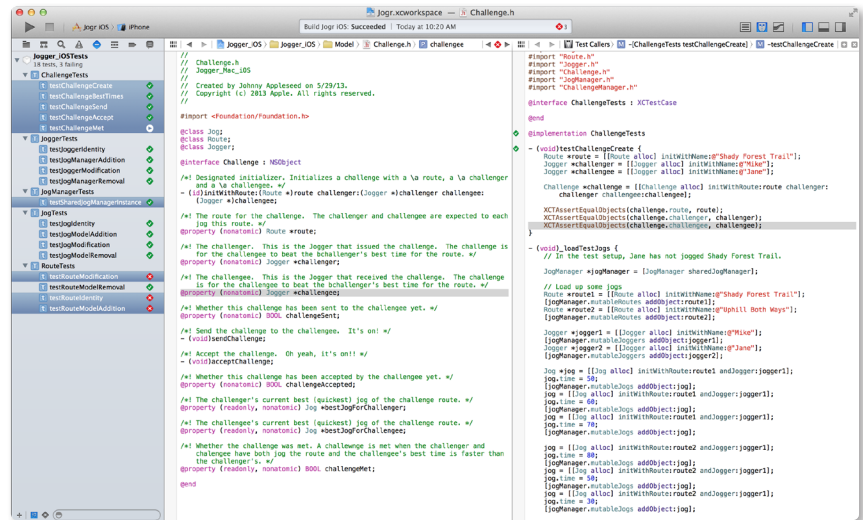 Jogr.xcworkspace — Challenge.h
Jogr iOS
iPhone
Build Jogr iOS: Succeeded | Today at 10:20 AM
3
Jogger_iOSTests
18 tests, 3 failing
ChallengeTests
testChallengeCreate
testChallengeBestTimes
testChallengeSend
testChallengeAccept
testChallengeMet
JoggerTests
testJoggerIdentity
testJogManagerAddition
testJoggerModification
testJogManagerRemoval
JogManagerTests
testSharedJogManagerInstance
JogTests
testJogIdentity
testJogModelAddition
testJogModification
testJogModelRemoval
RouteTests
testRouteModification
testRouteModelRemoval
testRouteIdentity
testRouteModelAddition
Jogger_iOS
Jogger_iOS
Model
Challenge.h
challengee
//
// Challenge.h
// Jogger_Mac_iOS
//
// Created by Johnny Appleseed on 5/29/13.
// Copyright (c) 2013 Apple. All rights reserved.
//
#import <Foundation/Foundation.h>
@class Jog;
@class Route;
@class Jogger;
@interface Challenge : NSObject
/*! Designated initializer. Initializes a challenge with a \a route, a \a challenger
and a \a challengee. */
- (id)initWithRoute:(Route *)route challenger:(Jogger *)challenger challengee:
(Jogger *)challengee;
/*! The route for the challenge. The challenger and challengee are expected to each
jog this route. */
@property (nonatomic) Route *route;
/*! The challenger. This is the Jogger that issued the challenge. The challenge is
for the challengee to beat the bchallenger's best time for the route. */
@property (nonatomic) Jogger *challenger;
/*! The challengee. This is the Jogger that received the challenge. The challenge
is for the challengee to beat the bchallenger's best time for the route. */
@property (nonatomic) Jogger *challengee;
/*! Whether this challenge has been sent to the challengee yet. */
@property (nonatomic) BOOL challengeSent;
/*! Send the challenge to the challengee. It's on! */
- (void)sendChallenge;
/*! Accept the challenge. Oh yeah, it's on!! */
- (void)acceptChallenge;
/*! Whether this challenge has been accepted by the challengee yet. */
@property (nonatomic) BOOL challengeAccepted;
/*! The challenger's current best (quickest) jog of the challenge route. */
@property (readonly, nonatomic) Jog *bestJogForChallenger;
/*! The challengee's current best (quickest) jog of the challenge route. */
@property (readonly, nonatomic) Jog *bestJogForChallengee;
/*! Whether the challenge was met. A challewnge is met when the challenger and
chalengee have both jog the route and the challengee's best time is faster than
the challenger's. */
@property (readonly, nonatomic) BOOL challengeMet;
@end
Test Callers
-[ChallengeTests testChallengeCreate]
-testChallengeCreate
#import "Route.h"
#import "Jogger.h"
#import "Challenge.h"
#import "JogManager.h"
#import "ChallengeManager.h"
@interface ChallengeTests : XCTestCase
@end
@implementation ChallengeTests
- (void)testChallengeCreate {
Route *route = [[Route alloc] initWithName:@"Shady Forest Trail"];
Jogger *challenger = [[Jogger alloc] initWithName:@"Mike"];
Jogger *challengee = [[Jogger alloc] initWithName:@"Jane"];
Challenge *challenge = [[Challenge alloc] initWithRoute:route challenger:
challenger challengee:challengee];
XCTAssertEqualObjects(challenge.route, route);
XCTAssertEqualObjects(challenge.challenger, challenger);
XCTAssertEqualObjects(challenge.challengee, challengee);
}
- (void)_loadTestJogs {
// In the test setup, Jane has not jogged Shady Forest Trail.
JogManager *jogManager = [JogManager sharedJogManager];
// Load up some jogs
Route *route1 = [[Route alloc] initWithName:@"Shady Forest Trail"];
[jogManager.mutableRoutes addObject:route1];
Route *route2 = [[Route alloc] initWithName:@"Uphill Both Ways"];
[jogManager.mutableRoutes addObject:route2];
Jogger *jogger1 = [[Jogger alloc] initWithName:@"Mike"];
[jogManager.mutableJoggers addObject:jogger1];
Jogger *jogger2 = [[Jogger alloc] initWithName:@"Jane"];
[jogManager.mutableJoggers addObject:jogger2];
Jog *jog = [[Jog alloc] initWithRoute:route1 andJogger:jogger1];
jog.time = 50;
[jogManager.mutableJogs addObject:jog];
jog = [[Jog alloc] initWithRoute:route1 andJogger:jogger1];
jog.time = 60;
[jogManager.mutableJogs addObject:jog];
jog = [[Jog alloc] initWithRoute:route1 andJogger:jogger1];
jog.time = 70;
[jogManager.mutableJogs addObject:jog];
jog = [[Jog alloc] initWithRoute:route2 andJogger:jogger1];
jog.time = 80;
[jogManager.mutableJogs addObject:jog];
jog = [[Jog alloc] initWithRoute:route2 andJogger:jogger1];
jog.time = 50;
[jogManager.mutableJogs addObject:jog];
jog = [[Jog alloc] initWithRoute:route2 andJogger:jogger1];
jog.time = 30;
[jogManager.mutableJogs addObject:jog];